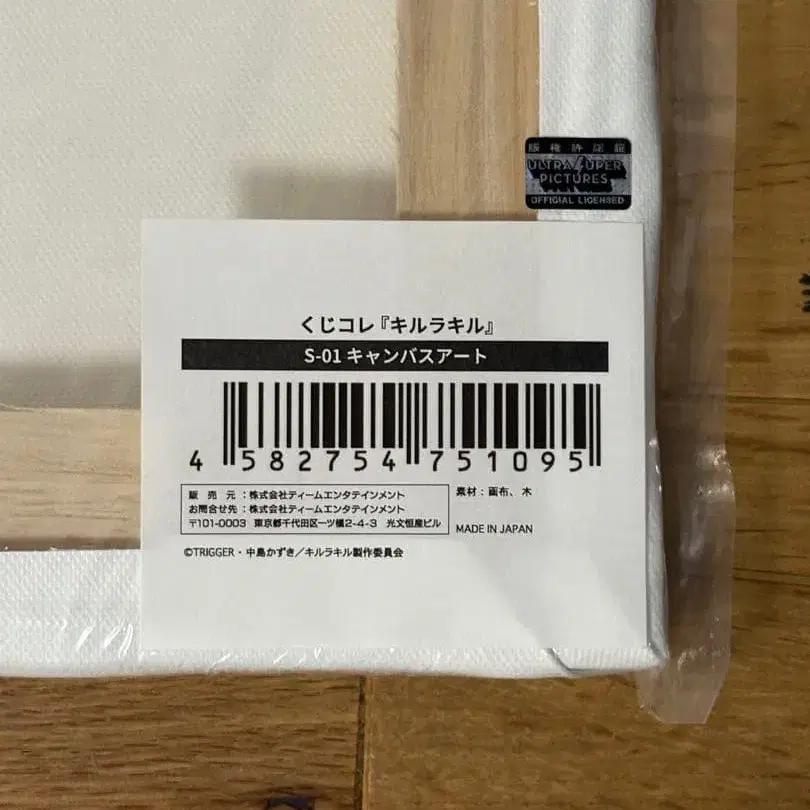 版権許諾証
ULTRA SUPER
PICTURES
OFFICIAL LICENSED
くじコレ『キルラキル』
S-01 キャンバスアート
4 582754 751095
販 売 元 : 株式会社ティームエンタテインメント
お問合せ先 : 株式会社ティームエンタテインメント
〒101-0003 東京都千代田区一ツ橋2-4-3 光文恒産ビル
素材 : 画布、木
MADE IN JAPAN
©TRIGGER・中島かずき／キルラキル製作委員会